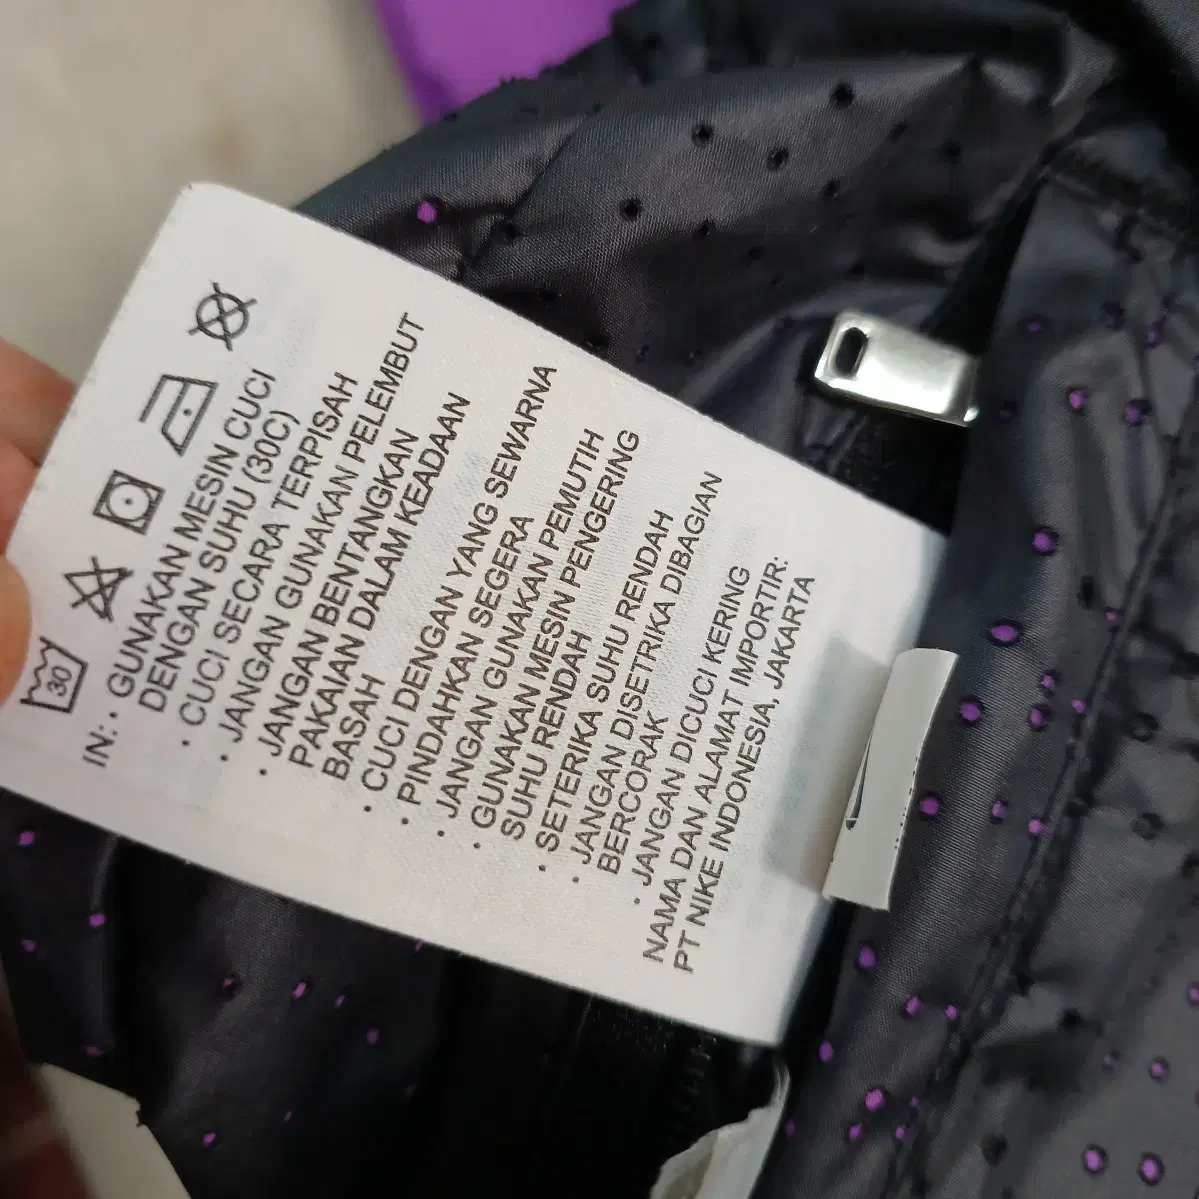 30
IN: • GUNAKAN MESIN CUCI
DENGAN SUHU (30C)
• CUCI SECARA TERPISAH
• JANGAN GUNAKAN PELEMBUT
• JANGAN BENTANGKAN
PAKAIAN DALAM KEADAAN
BASAH
• CUCI DENGAN YANG SEWARNA
• PINDAHKAN SEGERA
• JANGAN GUNAKAN PEMUTIH
• GUNAKAN MESIN PENGERING
SUHU RENDAH
• SETERIKA SUHU RENDAH
• JANGAN DISETRIKA DIBAGIAN
BERCORAK
• JANGAN DICUCI KERING
NAMA DAN ALAMAT IMPORTIR:
PT NIKE INDONESIA, JAKARTA